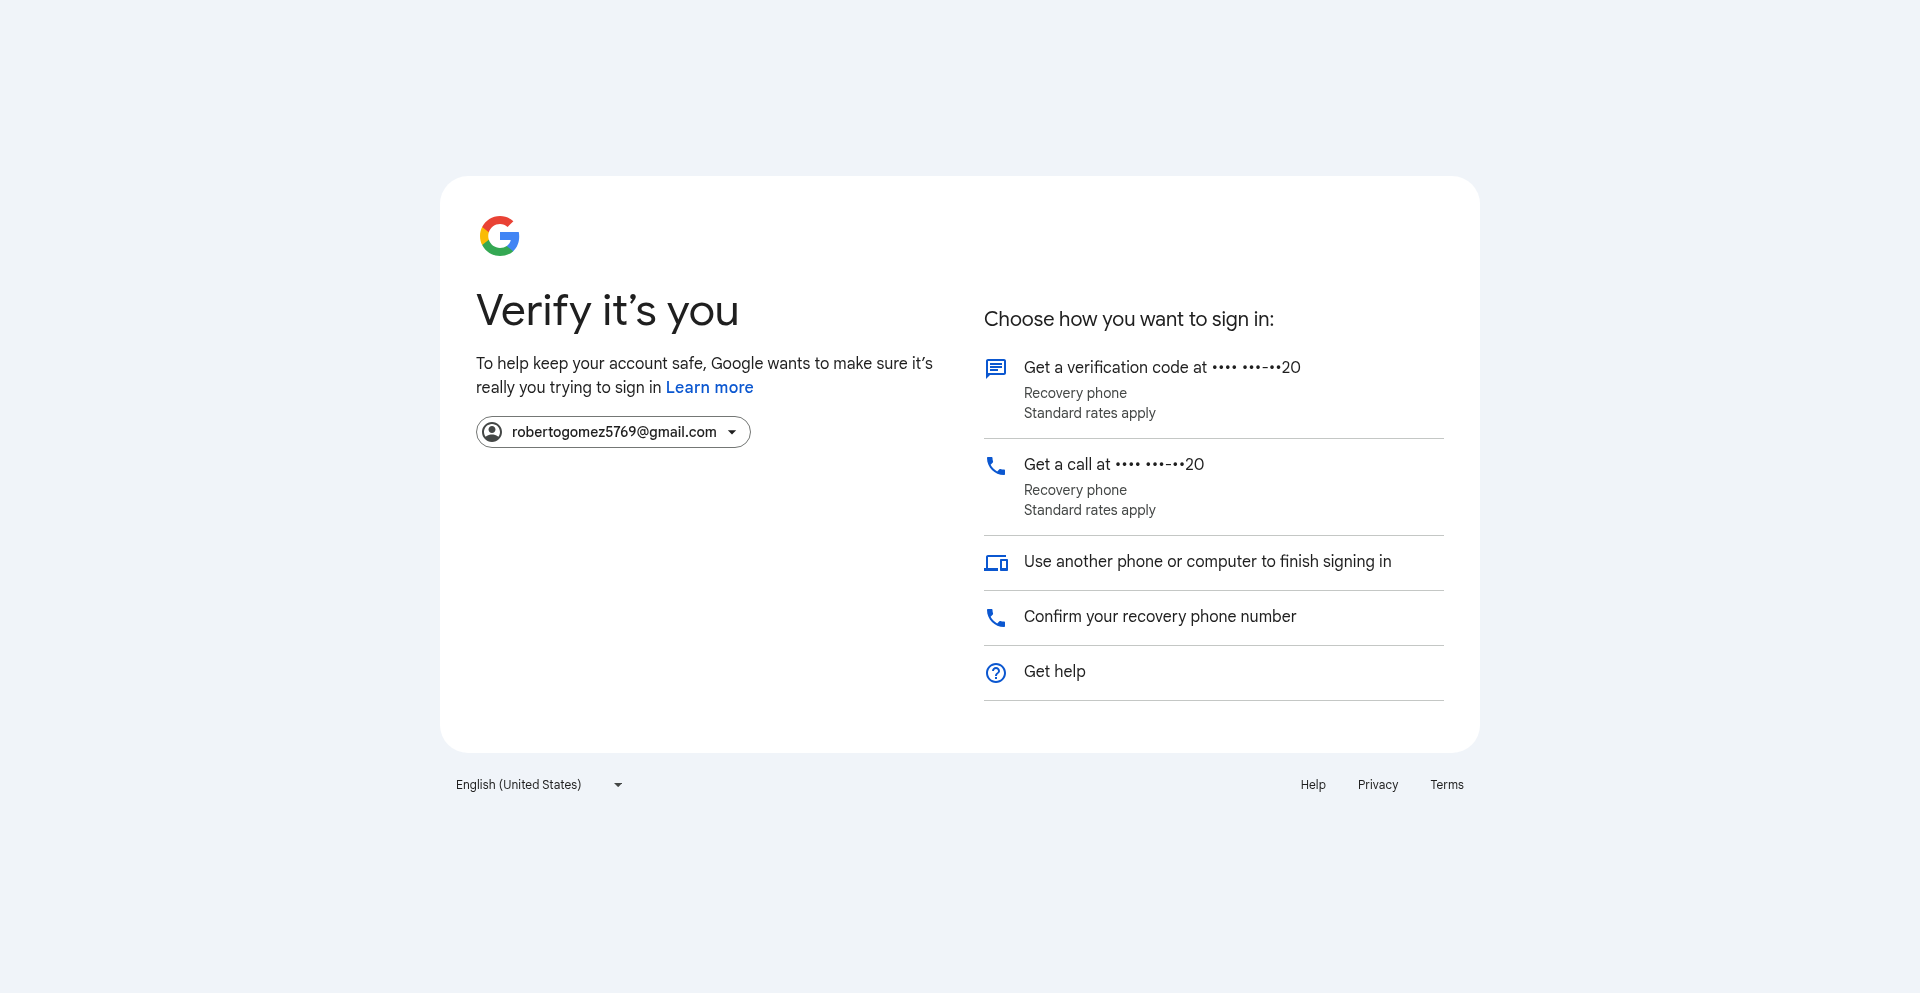 Verify it’s you
To help keep your account safe, Google wants to make sure it’s
really you trying to sign in Learn more
robertogomez5769@gmail.com
Choose how you want to sign in:
Get a verification code at •••• •••-••20
Recovery phone
Standard rates apply
Get a call at •••• •••-••20
Recovery phone
Standard rates apply
Use another phone or computer to finish signing in
Confirm your recovery phone number
Get help
English (United States)
Help Privacy Terms